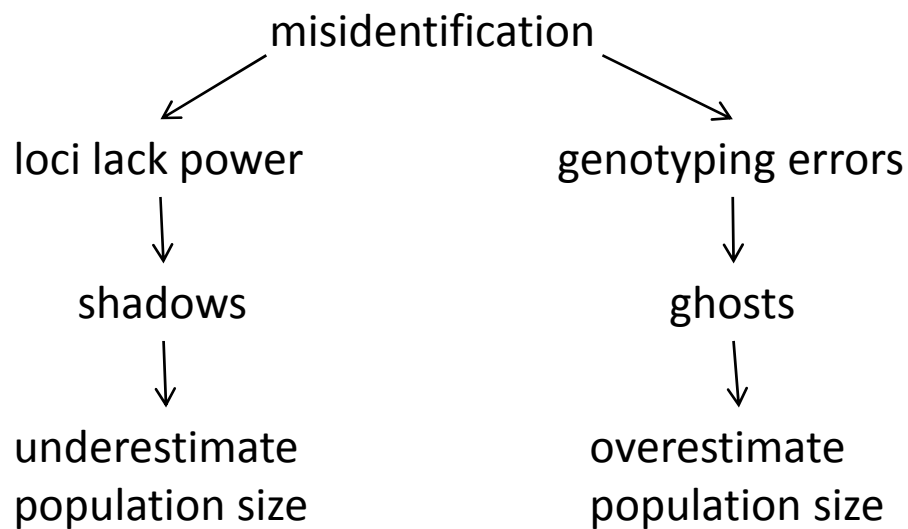 misidentification
loci lack power
genotyping errors
shadows
ghosts
underestimate
population size
overestimate
population size